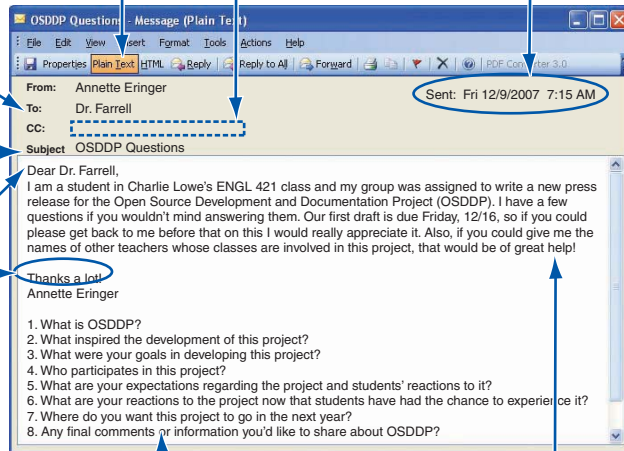 OSDDP Questions - Message (Plain Text)
File Edit View Insert Format Tools Actions Help
Properties Plain Text HTML Reply Reply to All Forward PDF Converter 3.0
From: Annette Eringer
Sent: Fri 12/9/2007 7:15 AM
To: Dr. Farrell
CC:
Subject OSDDP Questions
Dear Dr. Farrell,
I am a student in Charlie Lowe's ENGL 421 class and my group was assigned to write a new press
release for the Open Source Development and Documentation Project (OSDDP). I have a few
questions if you wouldn't mind answering them. Our first draft is due Friday, 12/16, so if you could
please get back to me before that on this I would really appreciate it. Also, if you could give me the
names of other teachers whose classes are involved in this project, that would be of great help!
Thanks a lot!
Annette Eringer
1. What is OSDDP?
2. What inspired the development of this project?
3. What were your goals in developing this project?
4. Who participates in this project?
5. What are your expectations regarding the project and students' reactions to it?
6. What are your reactions to the project now that students have had the chance to experience it?
7. Where do you want this project to go in the next year?
8. Any final comments or information you'd like to share about OSDDP?